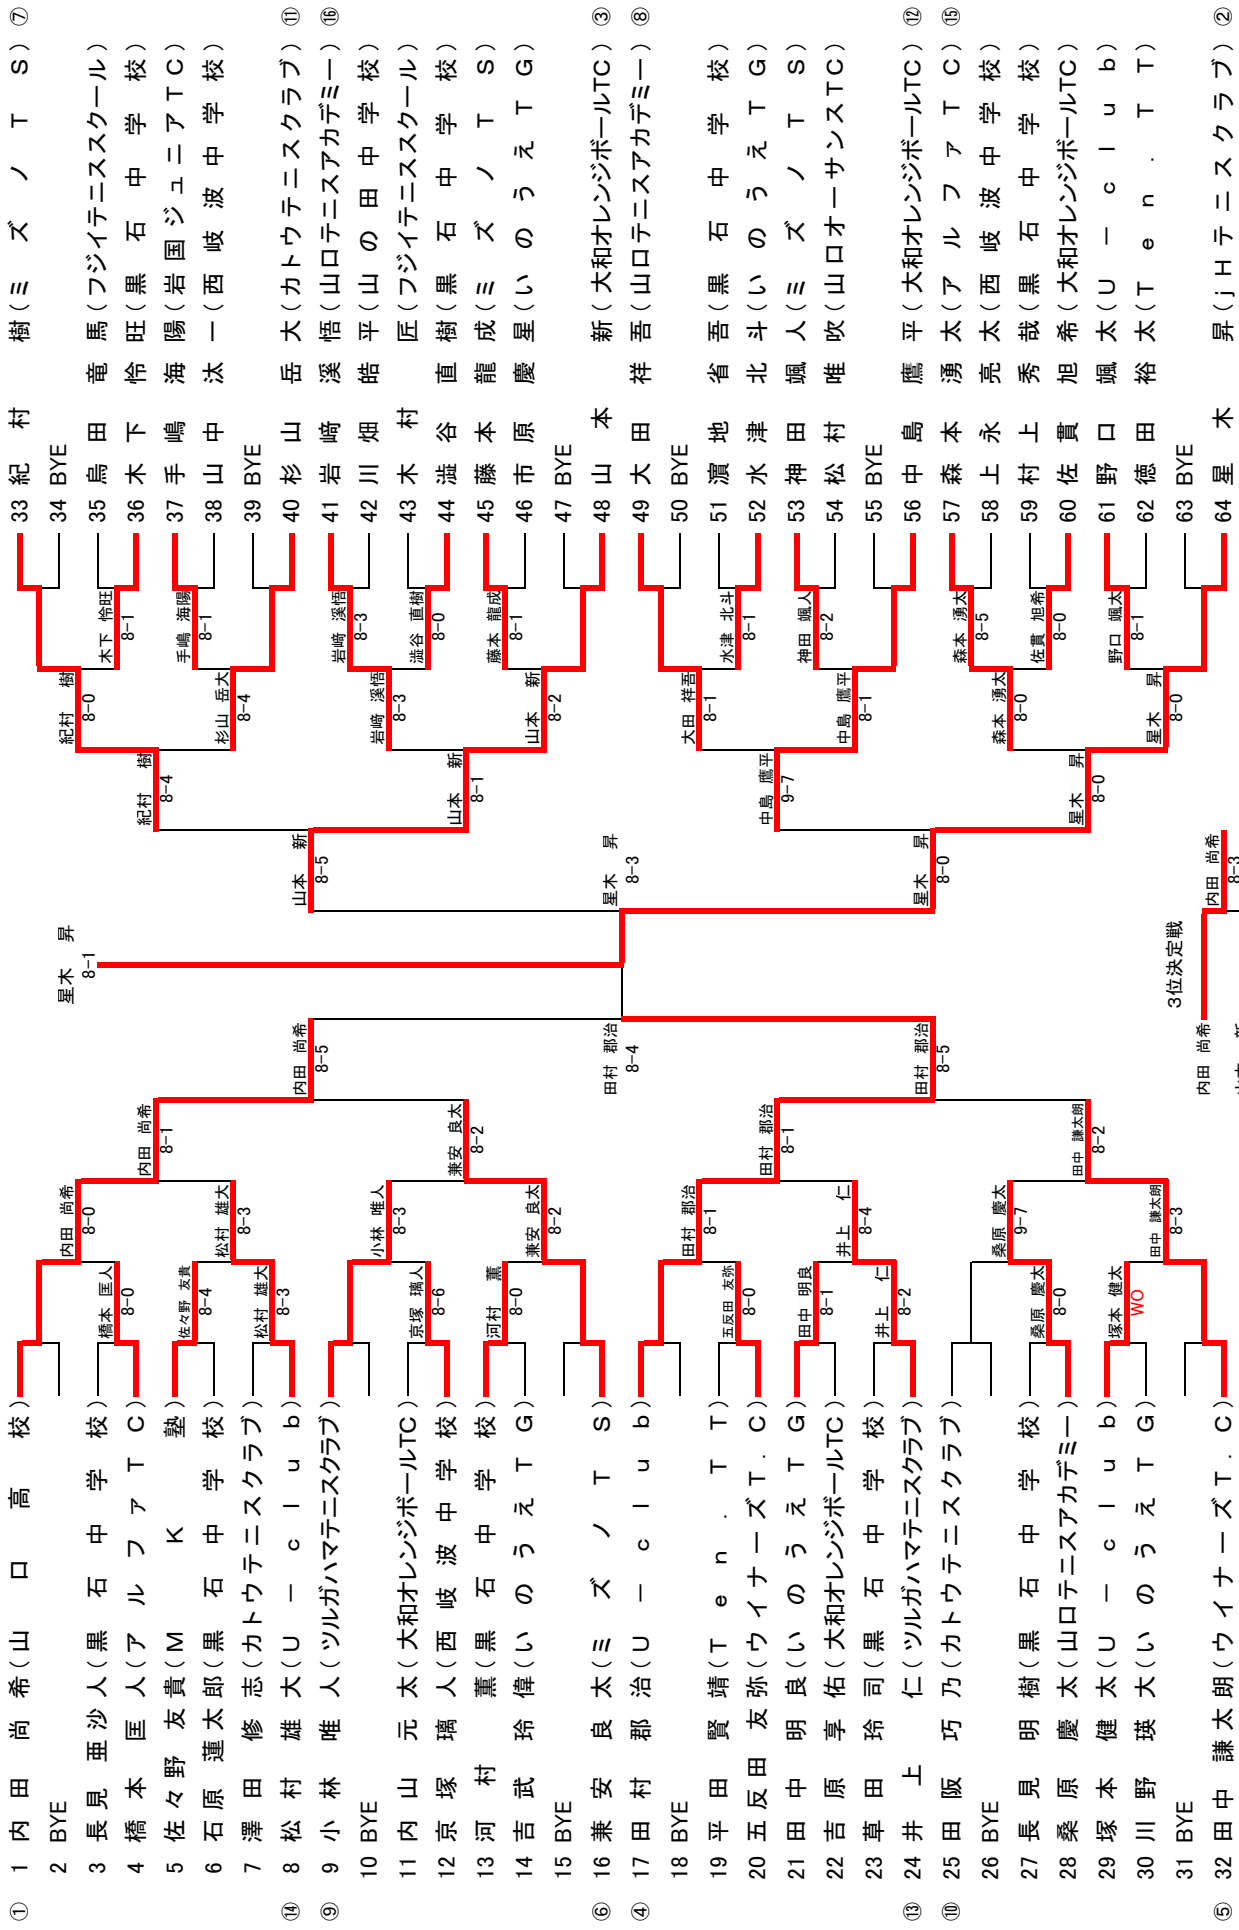 ① 1 内田 尚希 (山口高校)
2 BYE
3 長見 亜沙人 (黒石中学校)
4 橋本 匡人 (アルファTC)
5 佐々野 友貴 (MK塾)
6 石原 蓮太郎 (黒石中学校)
7 澤田 修志 (カトウテニスクラブ)
⑭ 8 松村 雄大 (U-club)
⑨ 9 小林 唯人 (ツルガハマテニスクラブ)
10 BYE
11 内山 元太 (大和オレンジボールTC)
12 京塚 璃人 (西岐波中学校)
13 河村 薫 (黒石中学校)
14 吉武 玲偉 (いのうえTG)
15 BYE
⑥ 16 兼安 良太 (ミズノTS)
④ 17 田村 郡治 (U-club)
18 BYE
19 平田 賢靖 (Ten.TT)
20 五反田 友弥 (ウイナーズT.C)
21 田中 明良 (いのうえTG)
22 吉原 享佑 (大和オレンジボールTC)
23 草田 玲司 (黒石中学校)
⑬ 24 井上 仁 (ツルガハマテニスクラブ)
⑩ 25 田阪 巧乃 (カトウテニスクラブ)
26 BYE
27 長見 明樹 (黒石中学校)
28 桑原 慶太 (山口テニスアカデミー)
29 塚本 健太 (U-club)
30 川野 瑛大 (いのうえTG)
31 BYE
⑤ 32 田中 謙太朗 (ウイナーズT.C)
橋本 匡人
8-0
佐々野 友貴
8-4
松村 雄大
8-3
京塚 璃人
8-6
河村 薫
8-0
五反田 友弥
8-0
田中 明良
8-1
井上 仁
8-2
桑原 慶太
8-0
塚本 健太
WO
内田 尚希
8-0
松村 雄大
8-3
小林 唯人
8-3
兼安 良太
8-2
田村 郡治
8-1
井上 仁
8-4
桑原 慶太
9-7
田中 謙太朗
8-3
内田 尚希
8-1
兼安 良太
8-2
田村 郡治
8-1
田中 謙太朗
8-2
内田 尚希
8-5
田村 郡治
8-5
田村 郡治
8-4
星木 昇
8-1
星木 昇
8-3
山本 新
8-5
星木 昇
8-0
紀村 樹
8-4
山本 新
8-1
中島 鷹平
9-7
星木 昇
8-0
紀村 樹
8-0
杉山 岳大
8-4
岩崎 溪悟
8-3
山本 新
8-2
大田 祥吾
8-1
中島 鷹平
8-1
森本 湧太
8-0
星木 昇
8-0
木下 怜旺
8-1
手嶋 海陽
8-1
岩崎 溪悟
8-3
澁谷 直樹
8-0
藤本 龍成
8-1
水津 北斗
8-1
神田 颯人
8-2
森本 湧太
8-5
佐貫 旭希
8-0
野口 颯太
8-1
33 紀村 樹 (ミズノTS) ⑦
34 BYE
35 烏田 竜馬 (フジイテニススクール)
36 木下 怜旺 (黒石中学校)
37 手嶋 海陽 (岩国ジュニアTC)
38 山中 汰一 (西岐波中学校)
39 BYE
40 杉山 岳大 (カトウテニスクラブ) ⑪
41 岩崎 溪悟 (山口テニスアカデミー) ⑯
42 川畑 皓平 (山の田中学校)
43 木村 匠 (フジイテニススクール)
44 澁谷 直樹 (黒石中学校)
45 藤本 龍成 (ミズノTS)
46 市原 慶星 (いのうえTG)
47 BYE
48 山本 新 (大和オレンジボールTC) ③
49 大田 祥吾 (山口テニスアカデミー) ⑧
50 BYE
51 濵地 省吾 (黒石中学校)
52 水津 北斗 (いのうえTG)
53 神田 颯人 (ミズノTS)
54 松村 唯吹 (山口オーサンスTC)
55 BYE
56 中島 鷹平 (大和オレンジボールTC) ⑫
57 森本 湧太 (アルファTC) ⑮
58 上永 亮太 (西岐波中学校)
59 村上 秀哉 (黒石中学校)
60 佐貫 旭希 (大和オレンジボールTC)
61 野口 颯太 (U-club)
62 徳田 裕太 (Ten.TT)
63 BYE
64 星木 昇 (jHテニスクラブ) ②
3位決定戦
内田 尚希
内田 尚希
8-3